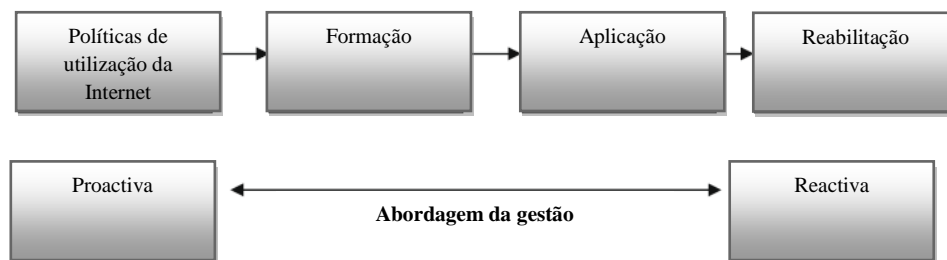 Políticas de
utilização da
Internet
Formação
Aplicação
Reabilitação
Proactiva
Abordagem da gestão
Reactiva